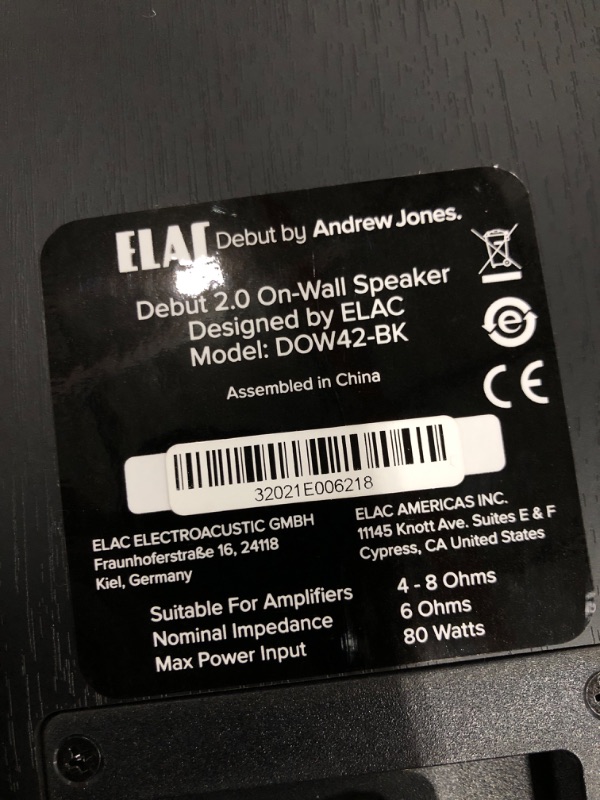 ELAC Debut by Andrew Jones.
Debut 2.0 On-Wall Speaker
Designed by ELAC
Model: DOW42-BK
Assembled in China
CE
32021E006218
ELAC ELECTROACUSTIC GMBH
Fraunhoferstraße 16, 24118
Kiel, Germany
ELAC AMERICAS INC.
11145 Knott Ave. Suites E & F
Cypress, CA United States
Suitable For Amplifiers 4 - 8 Ohms
Nominal Impedance 6 Ohms
Max Power Input 80 Watts